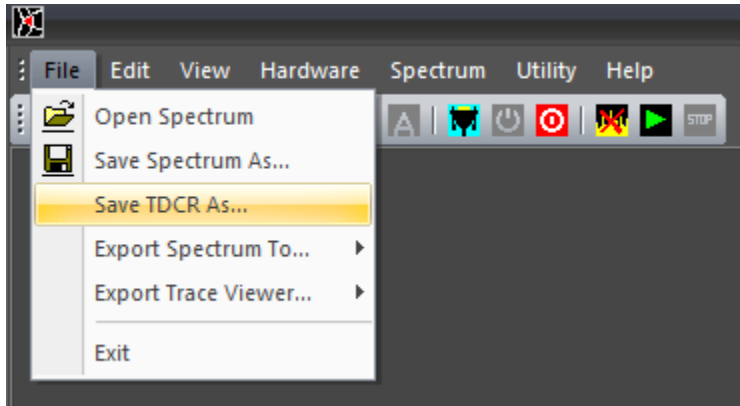 File Edit View Hardware Spectrum Utility Help
A STOP
Open Spectrum
Save Spectrum As...
Save TDCR As...
Export Spectrum To...
Export Trace Viewer...
Exit